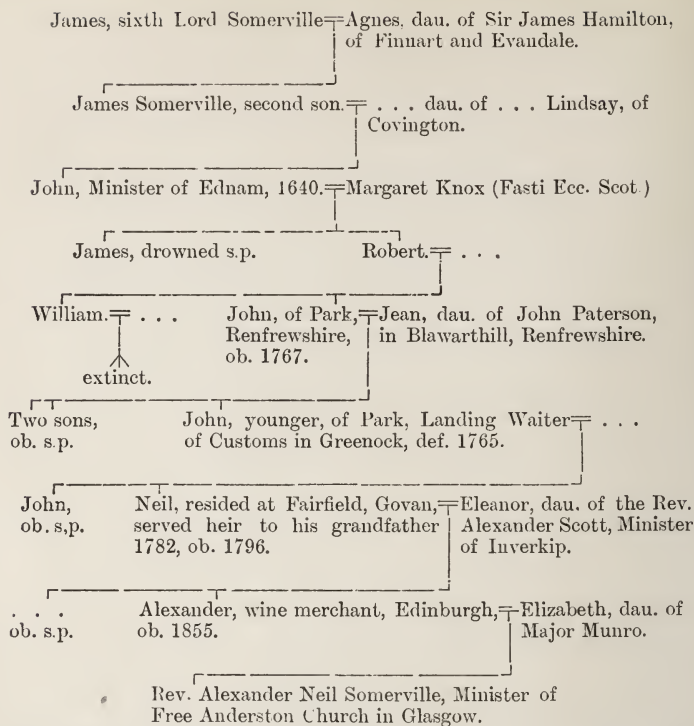 James, sixth Lord Somerville=Agnes, dau. of Sir James Hamilton,
of Finnart and Evandale.
James Somerville, second son.= . . . dau. of . . . Lindsay, of
Covington.
John, Minister of Ednam, 1640.=Margaret Knox (Fasti Ecc. Scot.)
James, drowned s.p. Robert.= . . .
William.= . . . John, of Park,=Jean, dau. of John Paterson,
Renfrewshire, in Blawarthill, Renfrewshire.
ob. 1767.
extinct.
Two sons, John, younger, of Park, Landing Waiter= . . .
ob. s.p. of Customs in Greenock, def. 1765.
John, Neil, resided at Fairfield, Govan,=Eleanor, dau. of the Rev.
ob. s,p. served heir to his grandfather Alexander Scott, Minister
1782, ob. 1796. of Inverkip.
. . . Alexander, wine merchant, Edinburgh,=Elizabeth, dau. of
ob. s.p. ob. 1855. Major Munro.
Rev. Alexander Neil Somerville, Minister of
Free Anderston Church in Glasgow.